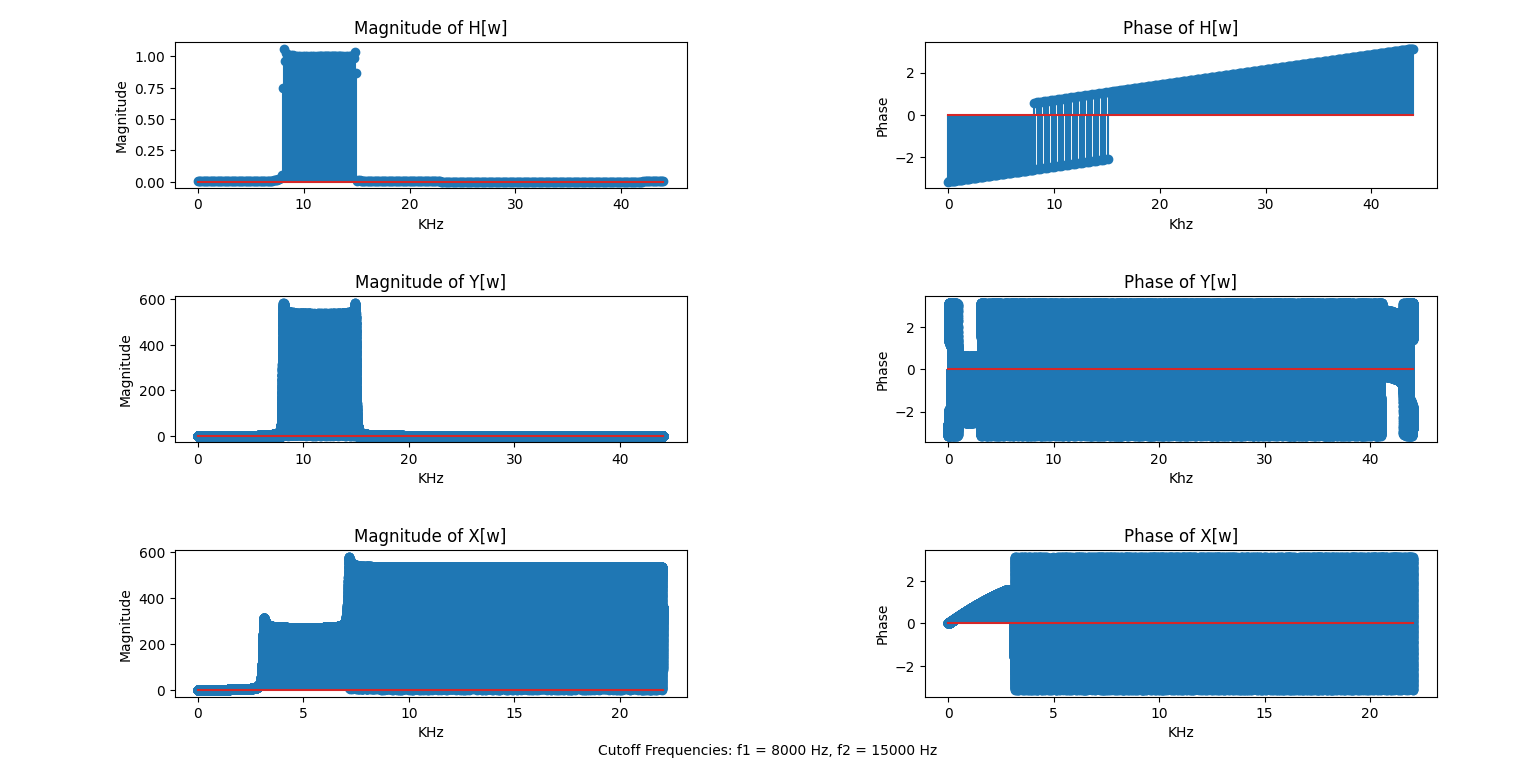 Magnitude of H[w]
Magnitude
1.00
0.75
0.50
0.25
0.00
0 10 20 30 40
KHz
Phase of H[w]
Phase
2
0
−2
0 10 20 30 40
Khz
Magnitude of Y[w]
Magnitude
600
400
200
0
0 10 20 30 40
KHz
Phase of Y[w]
Phase
2
0
−2
0 10 20 30 40
Khz
Magnitude of X[w]
Magnitude
600
400
200
0
0 5 10 15 20
KHz
Phase of X[w]
Phase
2
0
−2
0 5 10 15 20
KHz
Cutoff Frequencies: f1 = 8000 Hz, f2 = 15000 Hz